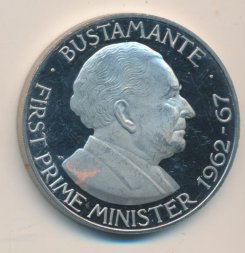 · BUSTAMANTE ·
FIRST PRIME MINISTER 1962-67